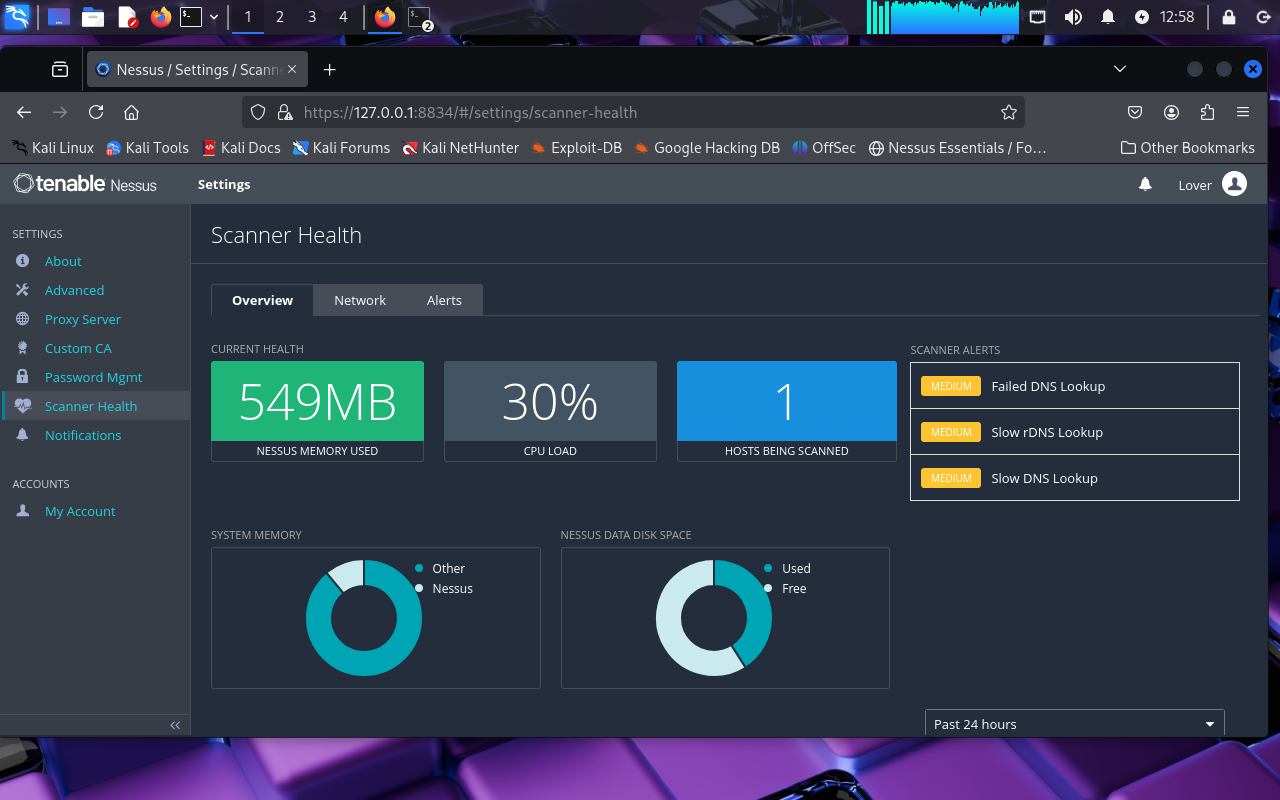 1 2 3 4 2 12:58
Nessus / Settings / Scann
https://127.0.0.1:8834/#/settings/scanner-health
Kali Linux Kali Tools Kali Docs Kali Forums Kali NetHunter Exploit-DB Google Hacking DB OffSec Nessus Essentials / Fo... Other Bookmarks
tenable Nessus Settings Lover
SETTINGS
About
Advanced
Proxy Server
Custom CA
Password Mgmt
Scanner Health
Notifications
ACCOUNTS
My Account
Scanner Health
Overview Network Alerts
CURRENT HEALTH
549MB
NESSUS MEMORY USED
30%
CPU LOAD
1
HOSTS BEING SCANNED
SCANNER ALERTS
MEDIUM Failed DNS Lookup
MEDIUM Slow rDNS Lookup
MEDIUM Slow DNS Lookup
SYSTEM MEMORY
Other
Nessus
NESSUS DATA DISK SPACE
Used
Free
Past 24 hours